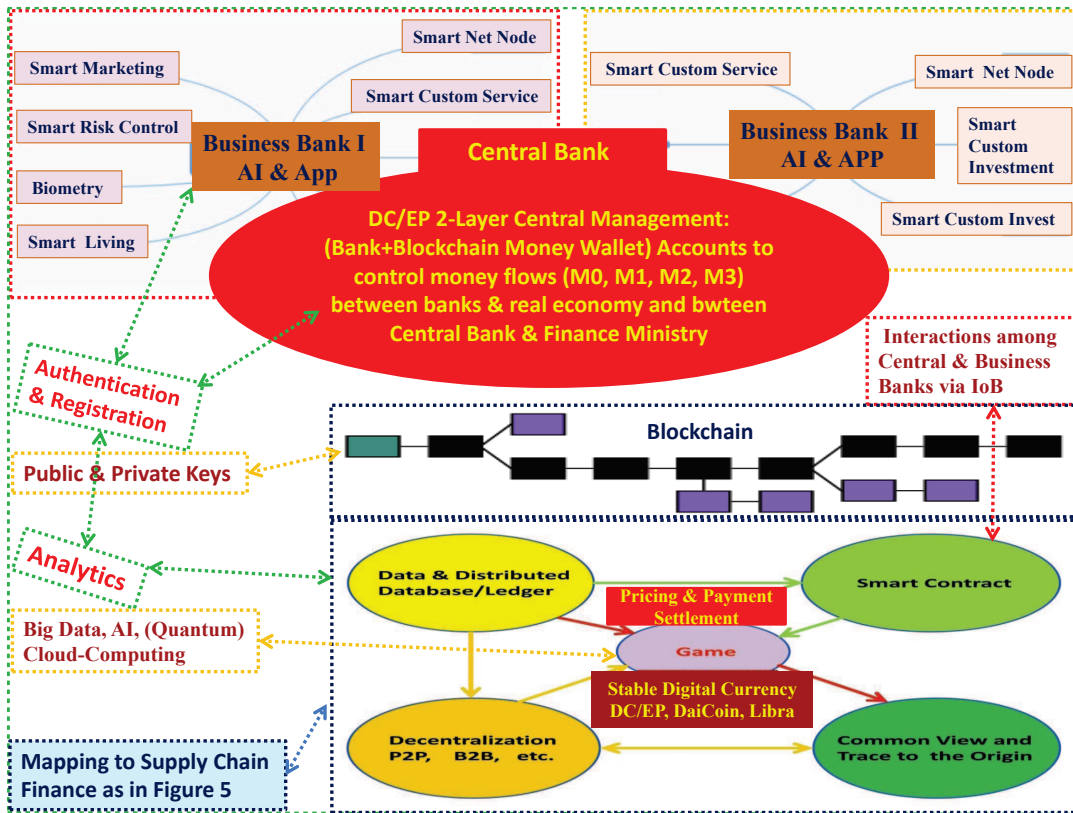 Smart Net Node
Smart Marketing
Smart Custom Service
Smart Risk Control
Business Bank I
AI & App
Biometry
Smart Living
Smart Custom Service
Smart Net Node
Business Bank II
AI & APP
Smart
Custom
Investment
Smart Custom Invest
Central Bank
DC/EP 2-Layer Central Management:
(Bank+Blockchain Money Wallet) Accounts to
control money flows (M0, M1, M2, M3)
between banks & real economy and bwteen
Central Bank & Finance Ministry
Interactions among
Central & Business
Banks via IoB
Authentication
& Registration
Public & Private Keys
Blockchain
Analytics
Big Data, AI, (Quantum)
Cloud-Computing
Mapping to Supply Chain
Finance as in Figure 5
Data & Distributed
Database/Ledger
Smart Contract
Pricing & Payment
Settlement
Game
Stable Digital Currency
DC/EP, DaiCoin, Libra
Decentralization
P2P, B2B, etc.
Common View and
Trace to the Origin